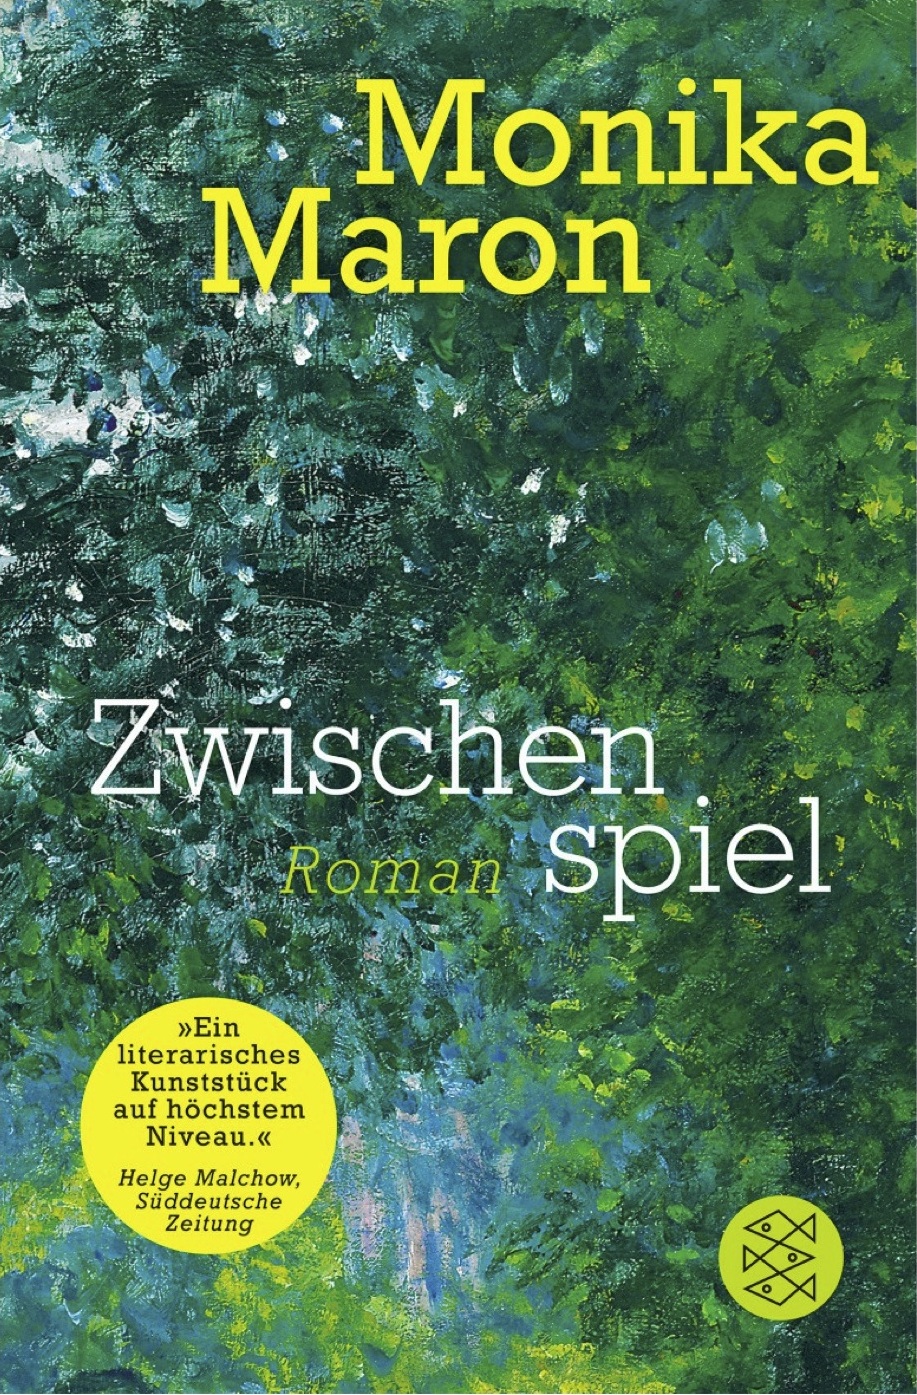 Monika
Maron
Zwischen
spiel
Roman
»Ein
literarisches
Kunststück
auf höchstem
Niveau.«
Helge Malchow,
Süddeutsche
Zeitung